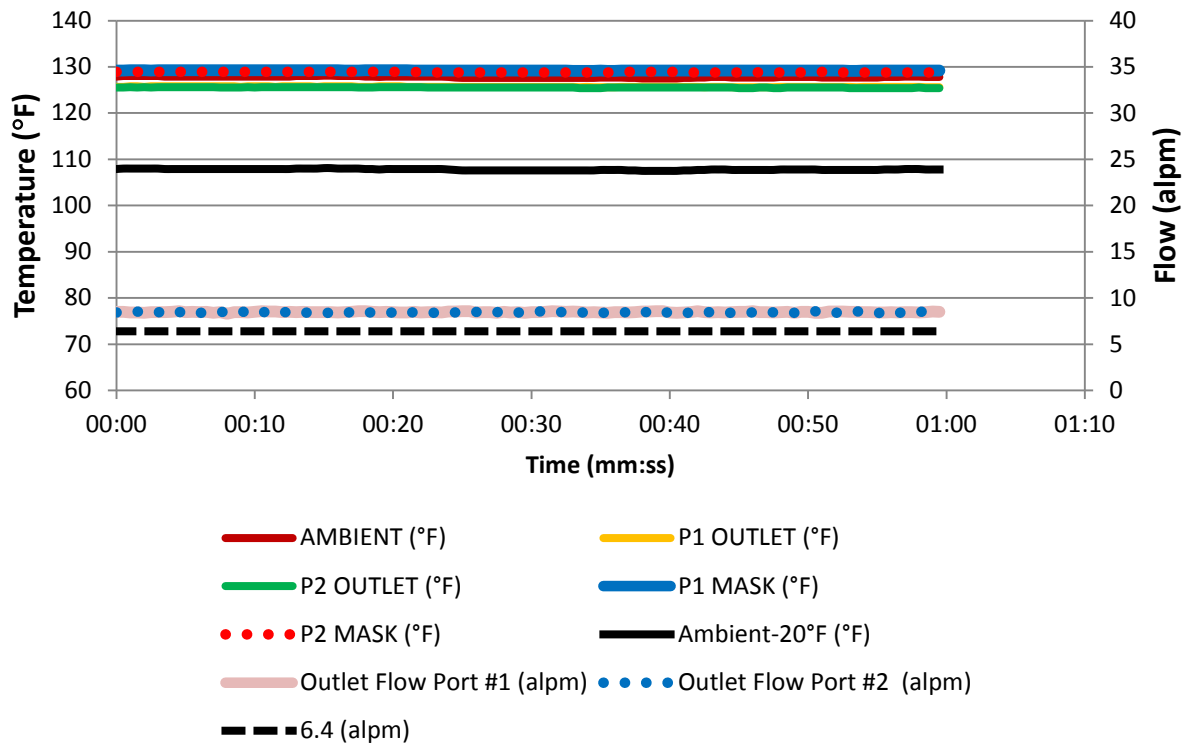 140
130
120
110
100
90
80
70
60
Temperature (°F)
40
35
30
25
20
15
10
5
0
Flow (alpm)
00:00 00:10 00:20 00:30 00:40 00:50 01:00 01:10
Time (mm:ss)
AMBIENT (°F) P1 OUTLET (°F)
P2 OUTLET (°F) P1 MASK (°F)
P2 MASK (°F) Ambient-20°F (°F)
Outlet Flow Port #1 (alpm) Outlet Flow Port #2 (alpm)
6.4 (alpm)